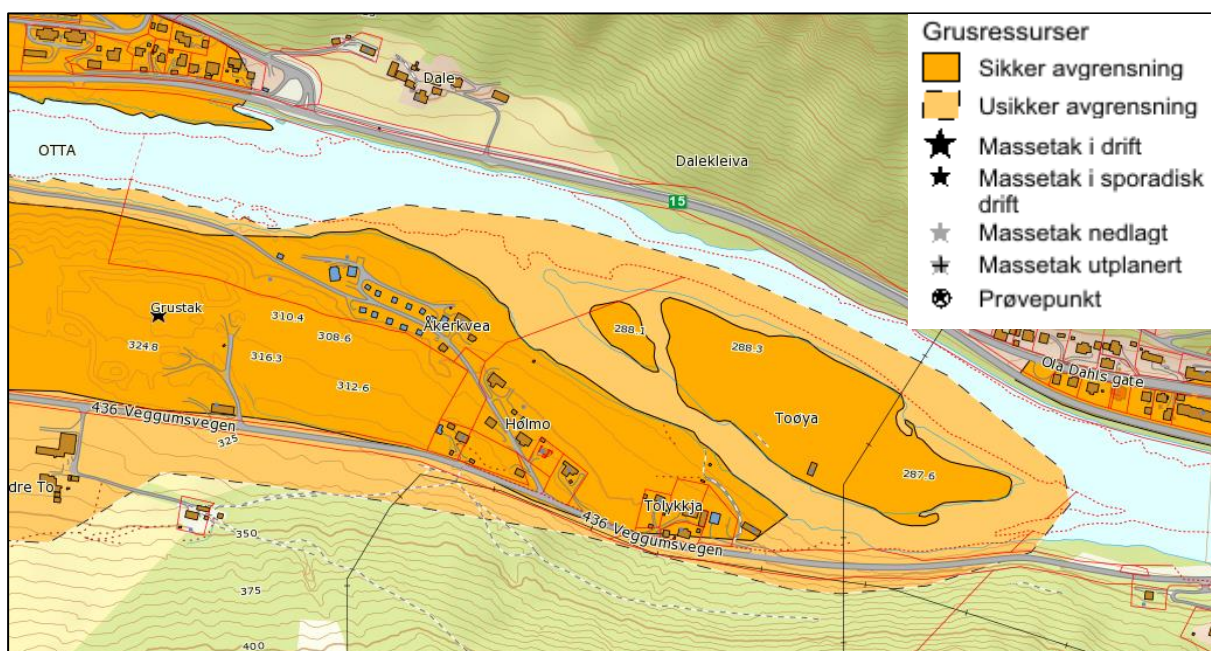 Grusressurser
Sikker avgrensning
Usikker avgrensning
Massetak i drift
Massetak i sporadisk
drift
Massetak nedlagt
Massetak utplanert
Prøvepunkt
Dale
OTTA
Dalekleiva
15
Grustak
310.4
308.6
Åkerkvea
288.1
288.3
324.8
316.3
312.6
Ola Dahls gate
436 Veggumsvegen
325
Hølmo
Toøya
287.6
dre To
Tolykkja
436 Veggumsvegen
350
375
400